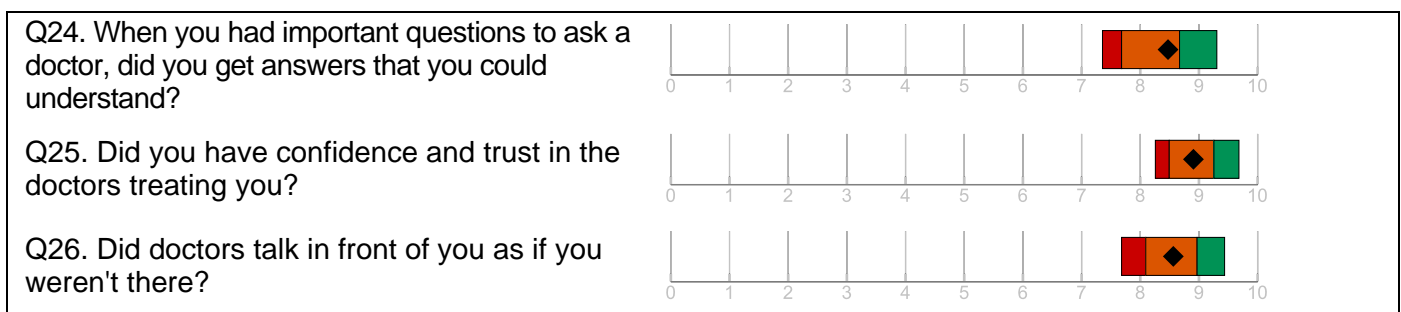 Q24. When you had important questions to ask a
doctor, did you get answers that you could
understand?
0 1 2 3 4 5 6 7 8 9 10
Q25. Did you have confidence and trust in the
doctors treating you?
0 1 2 3 4 5 6 7 8 9 10
Q26. Did doctors talk in front of you as if you
weren't there?
0 1 2 3 4 5 6 7 8 9 10